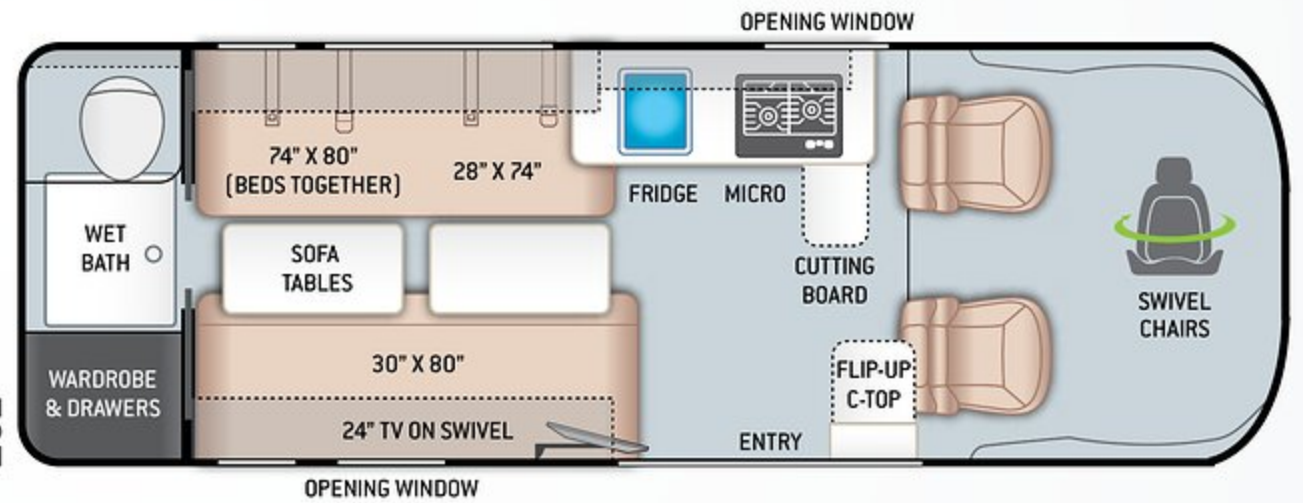 OPENING WINDOW
74" X 80"
(BEDS TOGETHER)
28" X 74"
FRIDGE
MICRO
WET
BATH
SOFA
TABLES
CUTTING
BOARD
SWIVEL
CHAIRS
30" X 80"
WARDROBE
& DRAWERS
FLIP-UP
C-TOP
24" TV ON SWIVEL
ENTRY
OPENING WINDOW